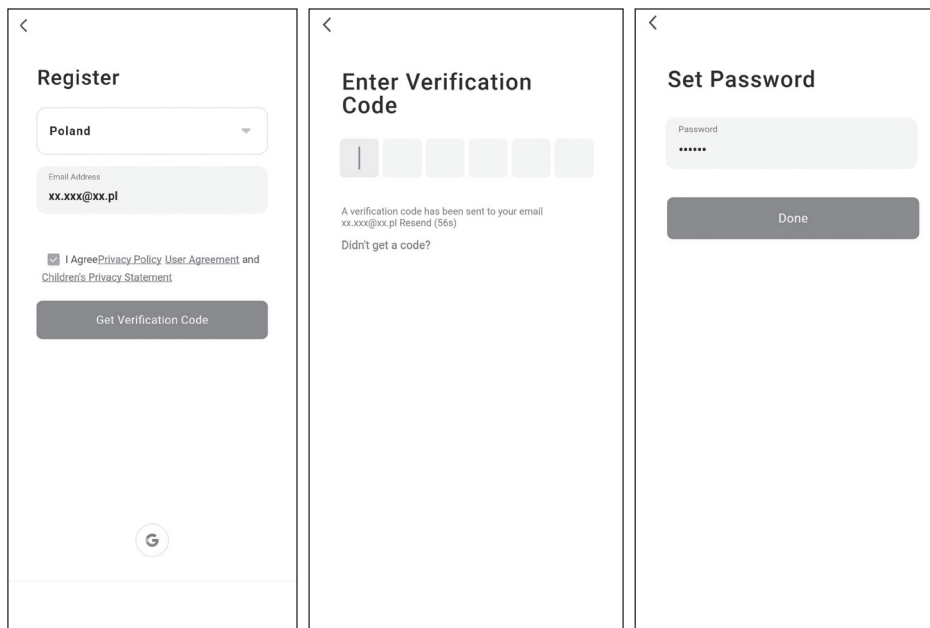 Register
Poland
Email Address
xx.xxx@xx.pl
I AgreePrivacy Policy User Agreement and
Children's Privacy Statement
Get Verification Code
G
Enter Verification
Code
A verification code has been sent to your email
xx.xxx@xx.pl Resend (56s)
Didn't get a code?
Set Password
Password
••••••
Done